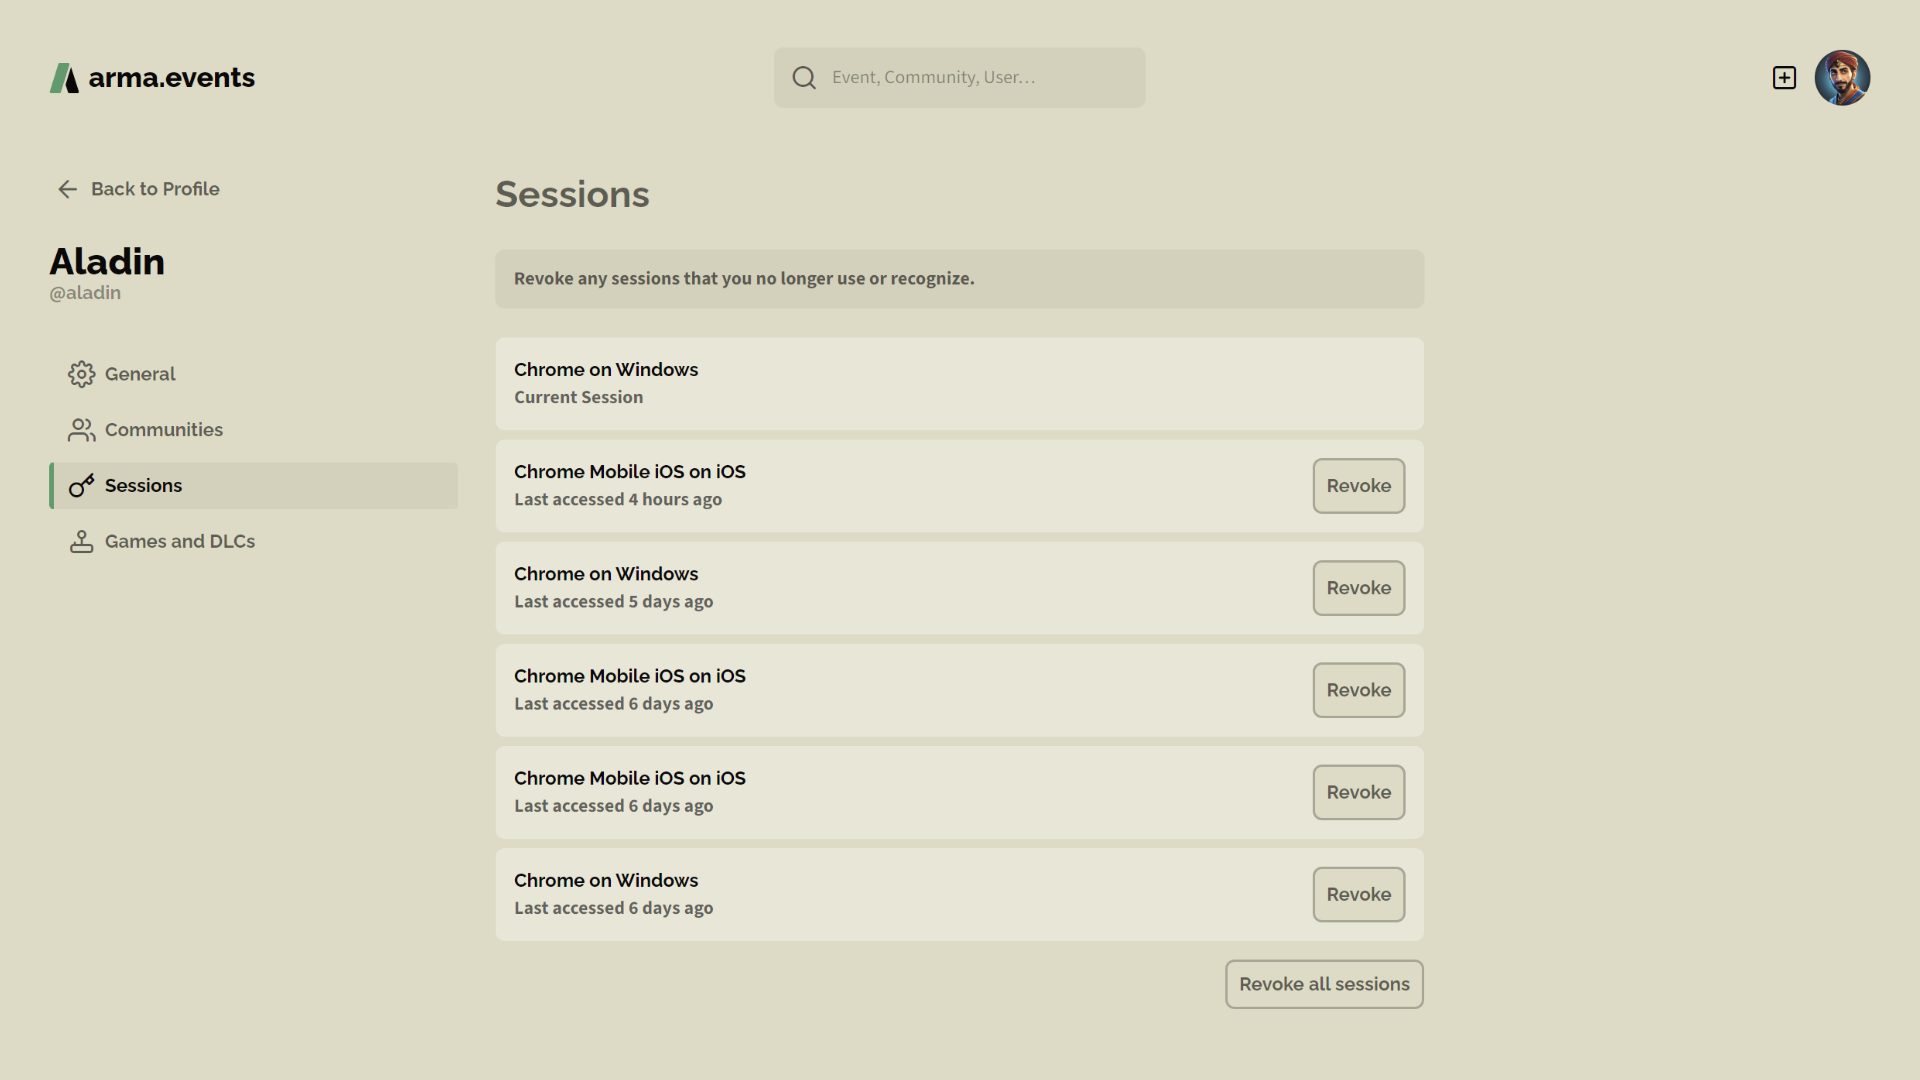 arma.events
Event, Community, User...
Back to Profile
Aladin
@aladin
General
Communities
Sessions
Games and DLCs
Sessions
Revoke any sessions that you no longer use or recognize.
Chrome on Windows
Current Session
Chrome Mobile iOS on iOS
Last accessed 4 hours ago
Revoke
Chrome on Windows
Last accessed 5 days ago
Revoke
Chrome Mobile iOS on iOS
Last accessed 6 days ago
Revoke
Chrome Mobile iOS on iOS
Last accessed 6 days ago
Revoke
Chrome on Windows
Last accessed 6 days ago
Revoke
Revoke all sessions